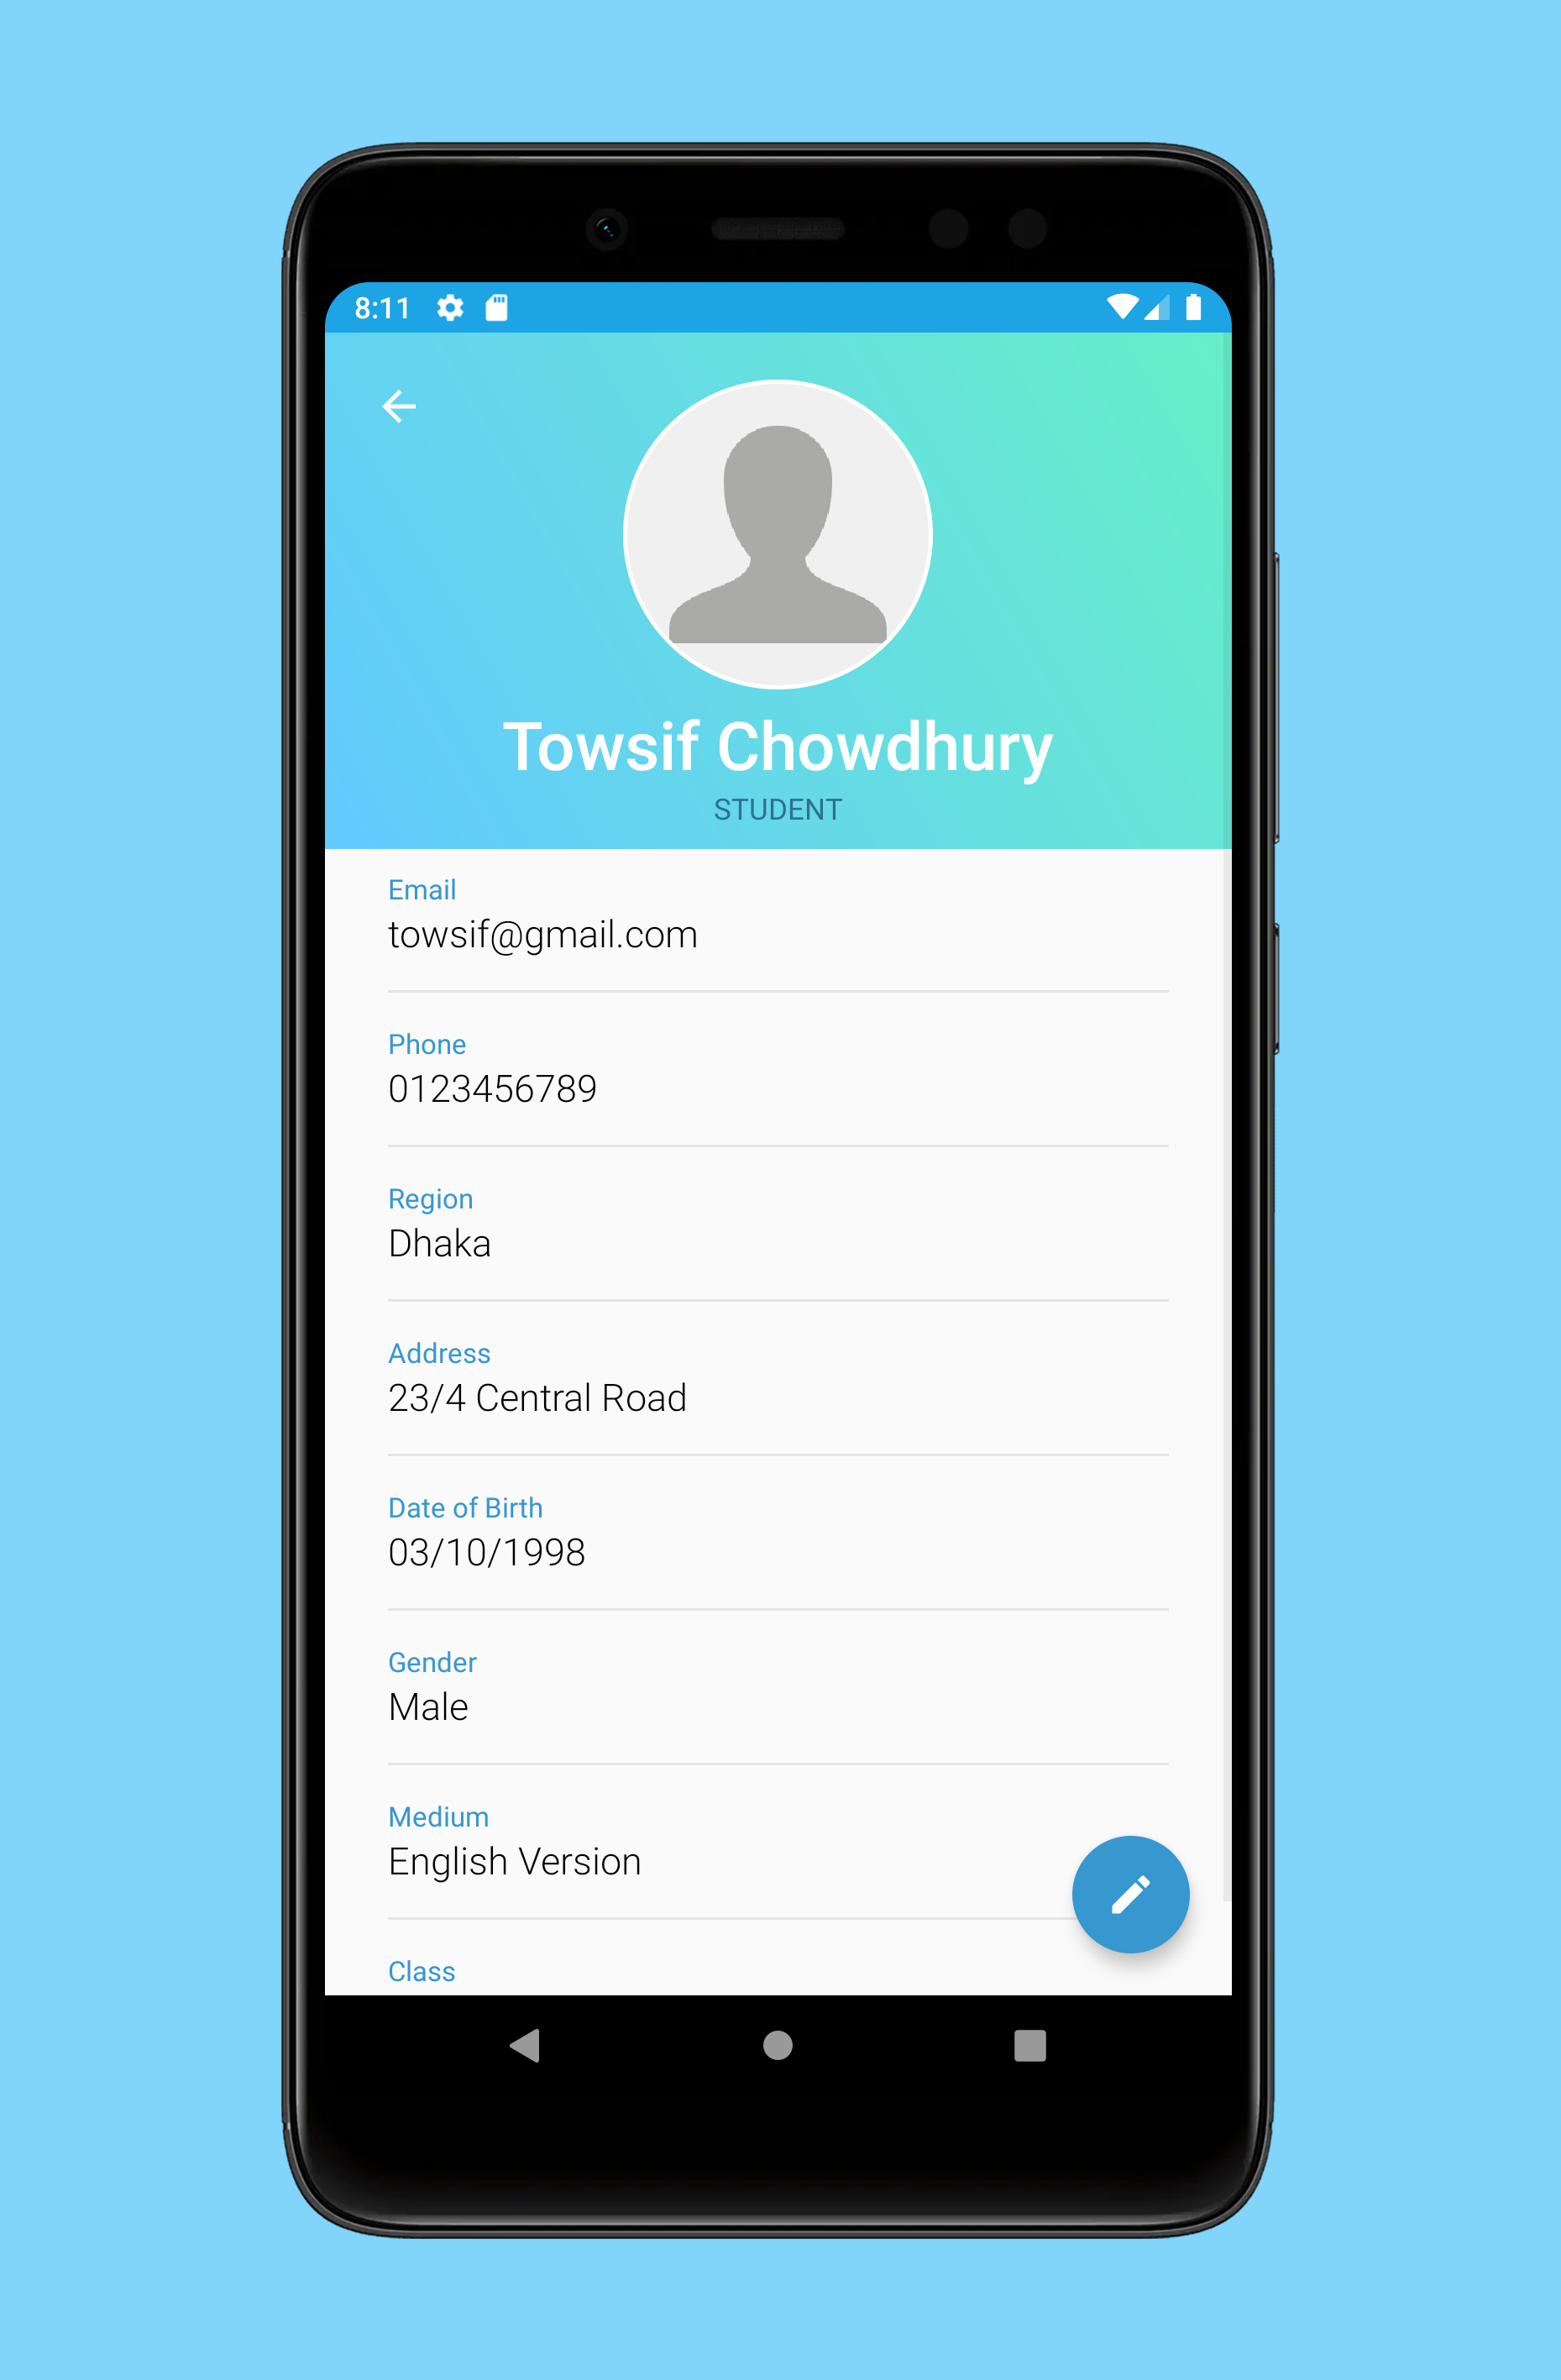 8:11
Towsif Chowdhury
STUDENT
Email
towsif@gmail.com
Phone
0123456789
Region
Dhaka
Address
23/4 Central Road
Date of Birth
03/10/1998
Gender
Male
Medium
English Version
Class